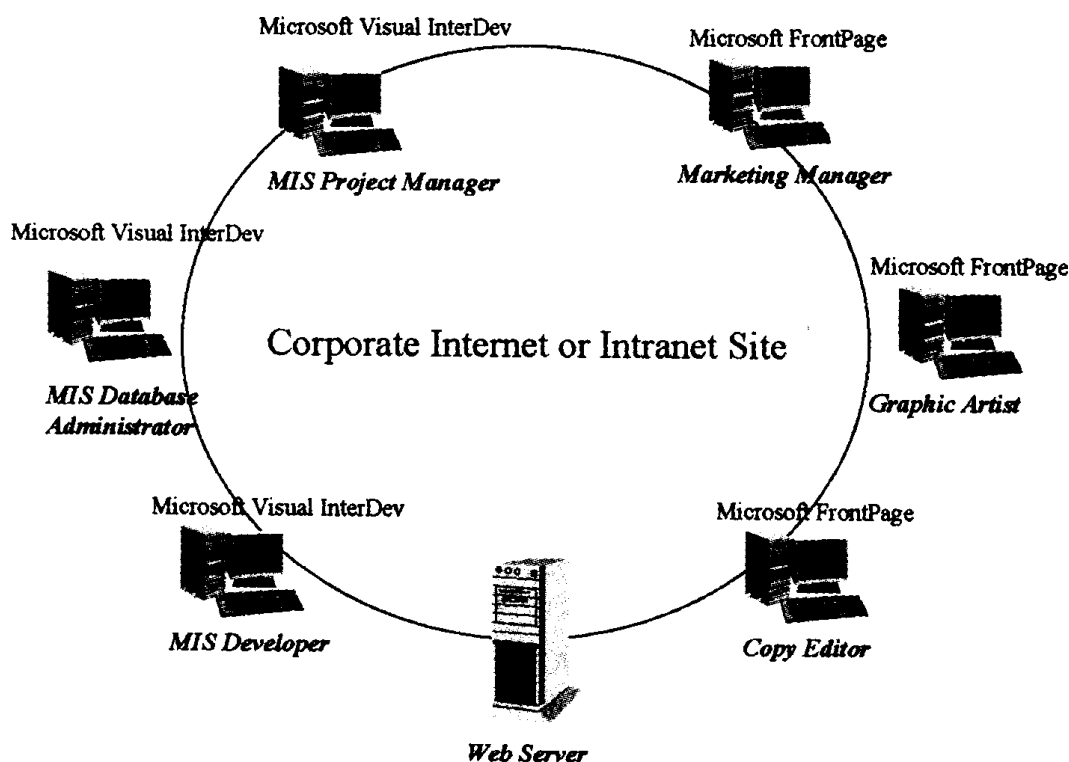 Microsoft Visual InterDev
Microsoft FrontPage
MIS Project Manager
Marketing Manager
Microsoft Visual InterDev
Microsoft FrontPage
Corporate Internet or Intranet Site
MIS Database
Administrator
Graphic Artist
Microsoft Visual InterDev
Microsoft FrontPage
MIS Developer
Copy Editor
Web Server